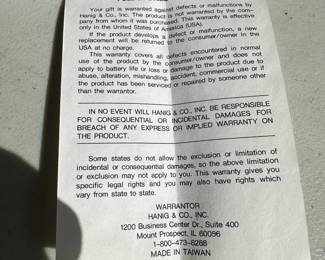 Your gift is warranted against defects or malfunctions by
Hanig & Co., Inc. The product is not warranted by the com-
pany from whom it was purchased. This warranty is effective
only in the United States of America (USA).
If the product develops a defect or malfunction, a new
replacement will be returned to the consumer/owner in the
USA at no charge.
This warranty covers all defects encountered in normal
use of the product by the consumer/owner and does not
apply to battery life or loss or damage to the product due to
abuse, alteration, mishandling, accident, commercial use or if
the product has been serviced or repaired by someone other
than the warrantor.
IN NO EVENT WILL HANIG & CO., INC. BE RESPONSIBLE
FOR CONSEQUENTIAL OR INCIDENTAL DAMAGES FOR
BREACH OF ANY EXPRESS OR IMPLIED WARRANTY ON
THE PRODUCT.
Some states do not allow the exclusion or limitation of
incidental or consequential damages, so the above limitation
or exclusion may not apply to you. This warranty gives you
specific legal rights and you may also have rights which
vary from state to state.
WARRANTOR
HANIG & CO., INC.
1200 Business Center Dr., Suite 400
Mount Prospect, IL 60096
1-800-473-8288
MADE IN TAIWAN